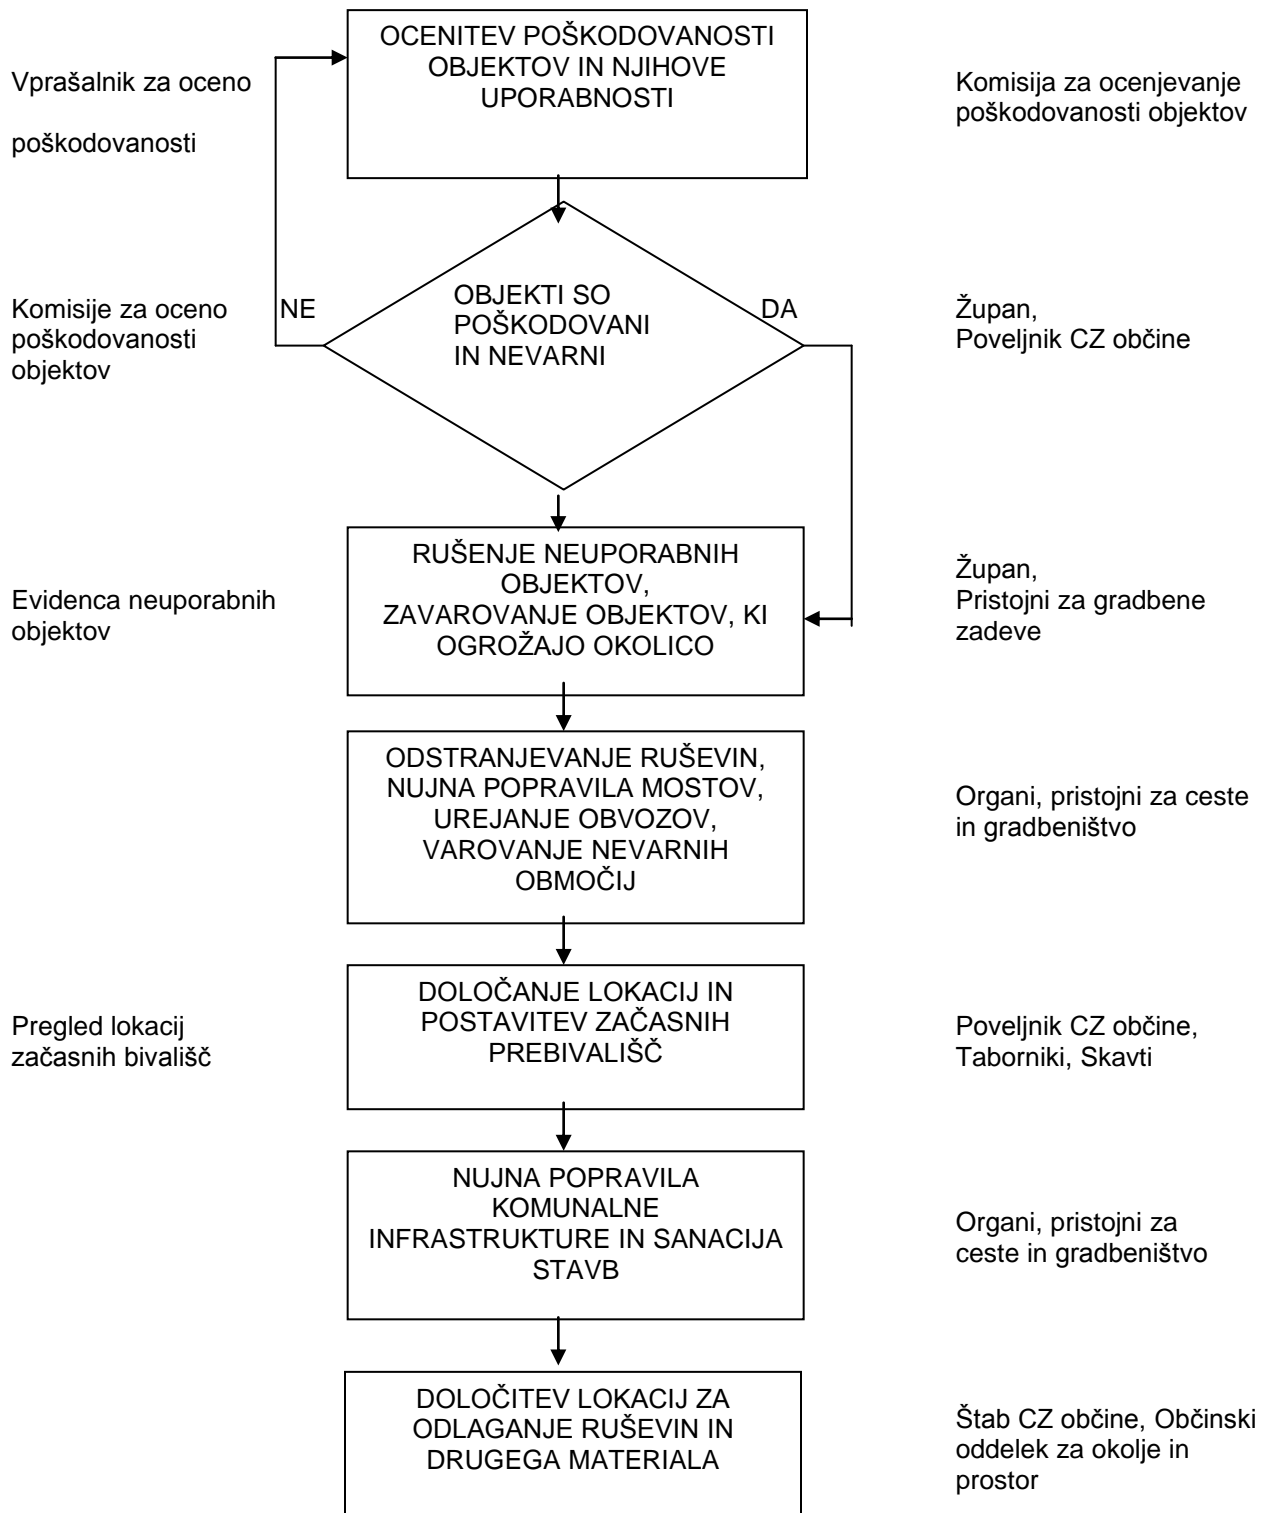 OCENITEV POŠKODOVANOSTI
OBJEKTOV IN NJIHOVE
UPORABNOSTI
Vprašalnik za oceno
poškodovanosti
Komisija za ocenjevanje
poškodovanosti objektov
Komisije za oceno
poškodovanosti
objektov
NE
OBJEKTI SO
POŠKODOVANI
IN NEVARNI
DA
Župan,
Poveljnik CZ občine
Evidenca neuporabnih
objektov
RUŠENJE NEUPORABNIH
OBJEKTOV,
ZAVAROVANJE OBJEKTOV, KI
OGROŽAJO OKOLICO
Župan,
Pristojni za gradbene
zadeve
ODSTRANJEVANJE RUŠEVIN,
NUJNA POPRAVILA MOSTOV,
UREJANJE OBVOZOV,
VAROVANJE NEVARNIH
OBMOČIJ
Organi, pristojni za ceste
in gradbeništvo
Pregled lokacij
začasnih bivališč
DOLOČANJE LOKACIJ IN
POSTAVITEV ZAČASNIH
PREBIVALIŠČ
Poveljnik CZ občine,
Taborniki, Skavti
NUJNA POPRAVILA
KOMUNALNE
INFRASTRUKTURE IN SANACIJA
STAVB
Organi, pristojni za
ceste in gradbeništvo
DOLOČITEV LOKACIJ ZA
ODLAGANJE RUŠEVIN IN
DRUGEGA MATERIALA
Štab CZ občine, Občinski
oddelek za okolje in
prostor